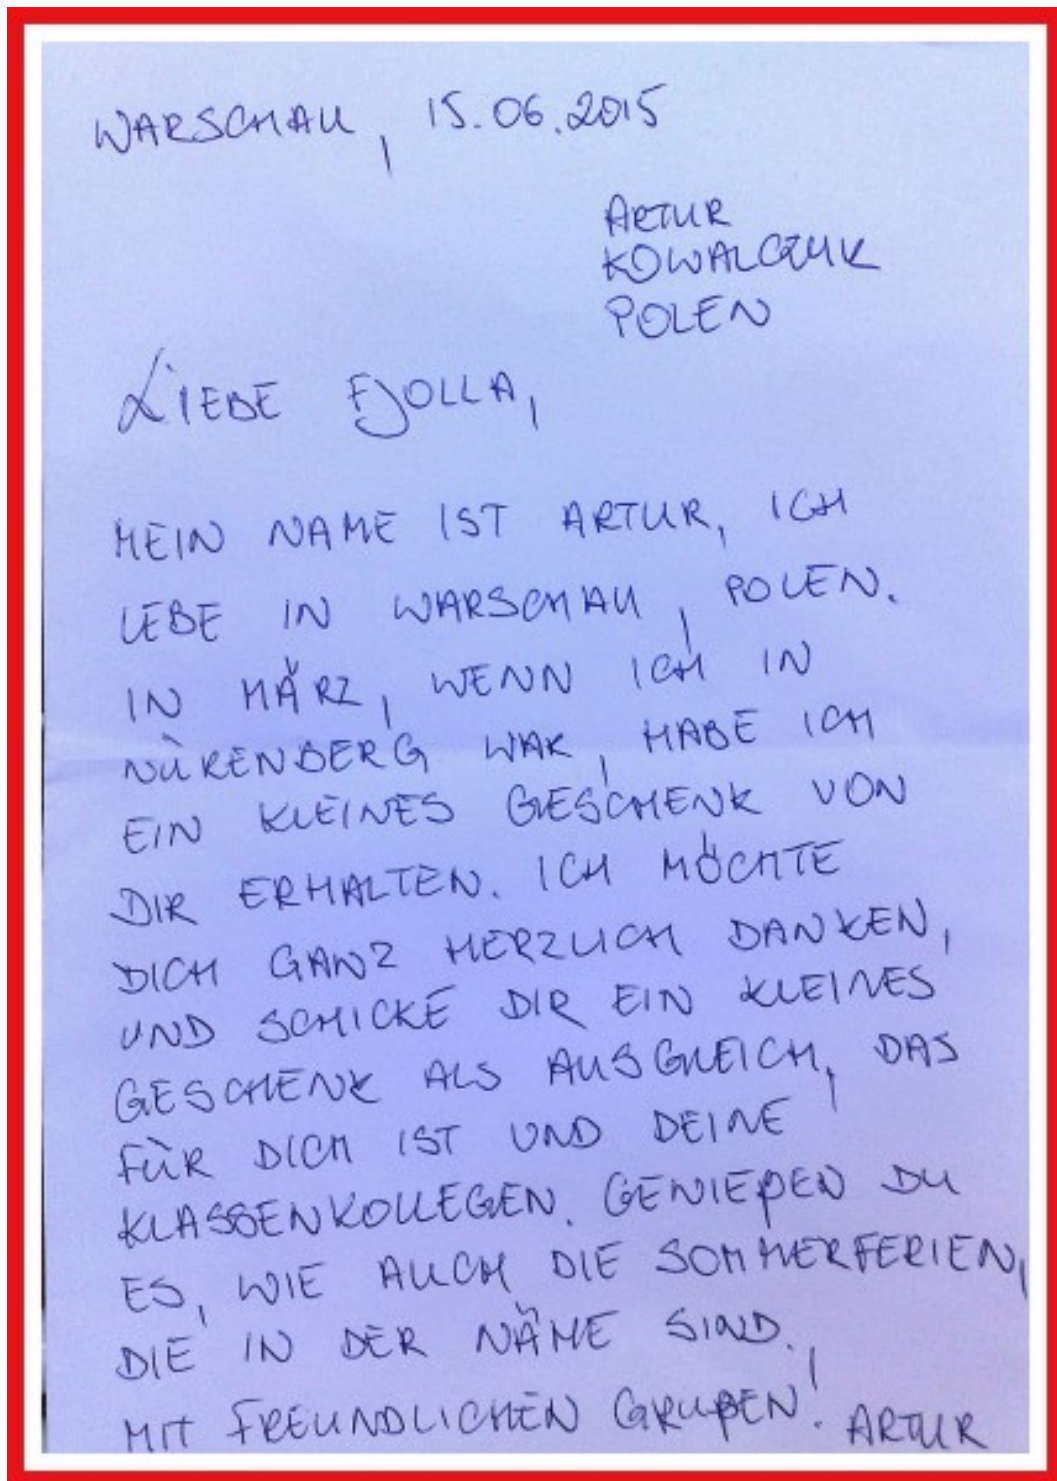 WARSCHAU, 15.06.2015
ARTUR
KOWALCZUK
POLEN
LIEBE FJOLLA,
MEIN NAME IST ARTUR, ICH
LEBE IN WARSCHAU, POLEN.
IN MÄRZ, WENN ICH IN
NÜRENBERG WAR, HABE ICH
EIN KLEINES GESCHENK VON
DIR ERHALTEN. ICH MÖCHTE
DICH GANZ HERZLICH DANKEN,
UND SCHICKE DIR EIN KLEINES
GESCHENK ALS AUSGLEICH, DAS
FÜR DICH IST UND DEINE
KLASSENKOLLEGEN. GENIEßEN DU
ES, WIE AUCH DIE SOMMERFERIEN,
DIE IN DER NÄHE SIND.
MIT FREUNDLICHEN GRUßEN! ARTUR